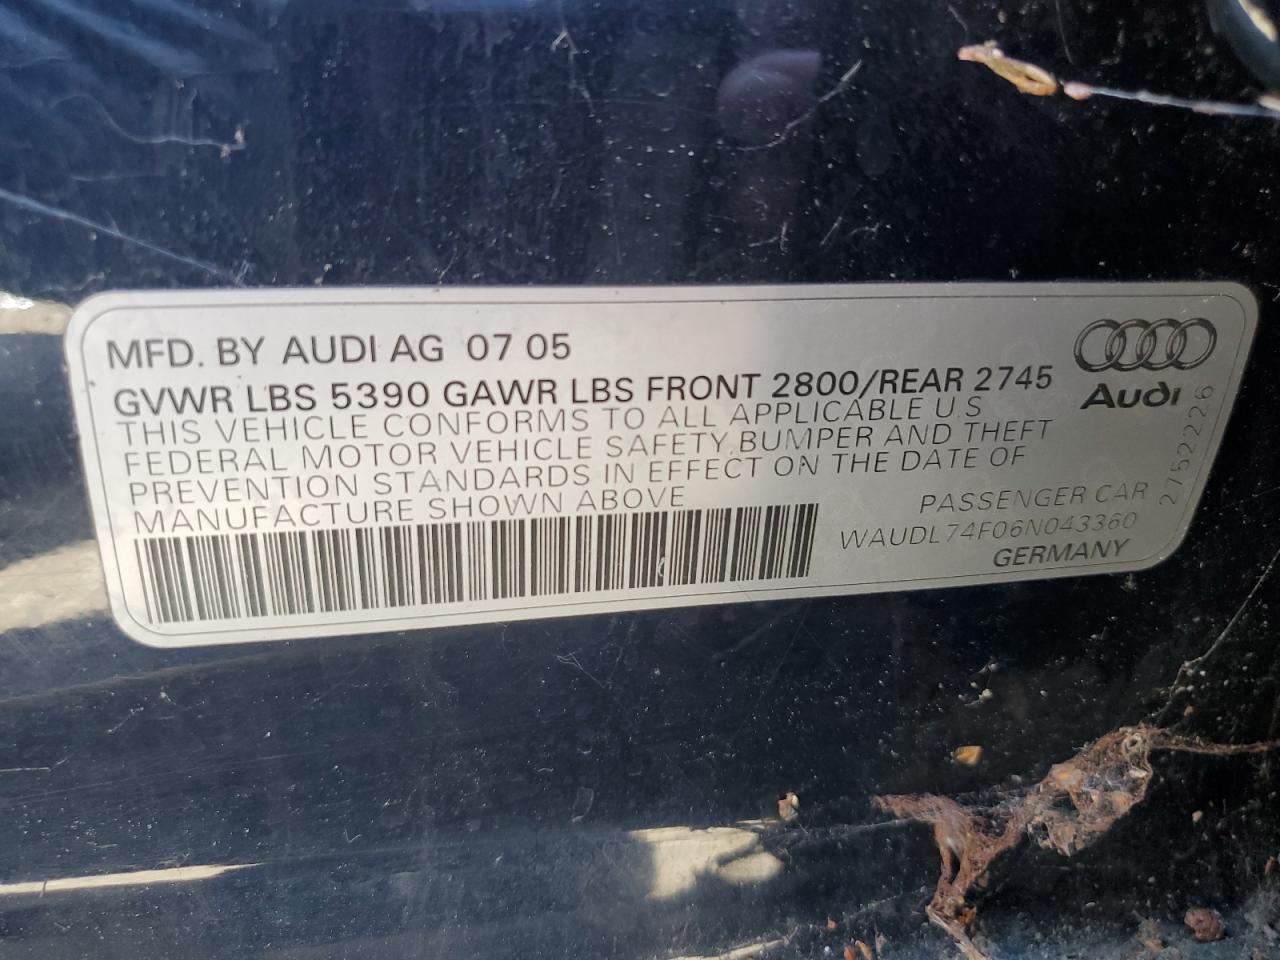 MFD. BY AUDI AG 07 05
GVWR LBS 5390 GAWR LBS FRONT 2800/REAR 2745
THIS VEHICLE CONFORMS TO ALL APPLICABLE U.S
FEDERAL MOTOR VEHICLE SAFETY, BUMPER AND THEFT
PREVENTION STANDARDS IN EFFECT ON THE DATE OF
MANUFACTURE SHOWN ABOVE
PASSENGER CAR
WAUDL74F06N043360
GERMANY
Audi
2752226